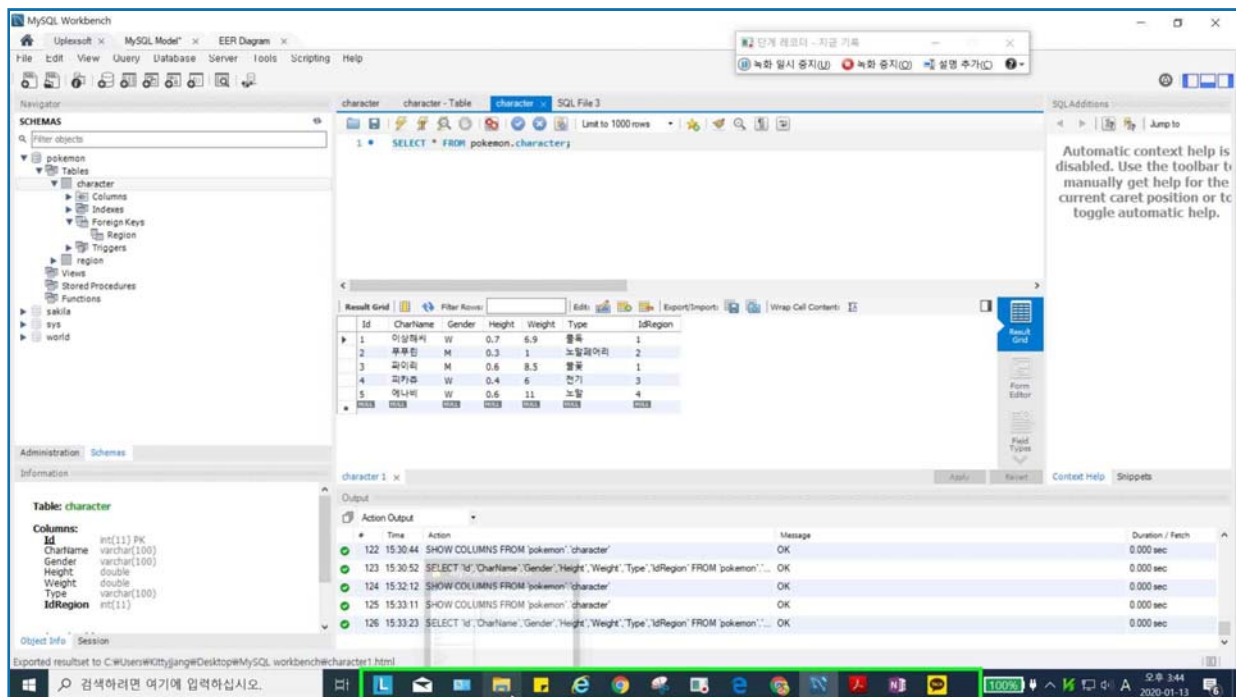 MySQL Workbench
Uplexsoft × MySQL Model* × EER Diagram ×
File Edit View Query Database Server Tools Scripting Help
단계 레코더 - 지금 기록
녹화 일시 중지(U) 녹화 중지(O) 설명 추가(C)
Navigator
SCHEMAS
Filter objects
pokemon
Tables
character
Columns
Indexes
Foreign Keys
Region
Triggers
region
Views
Stored Procedures
Functions
sakila
sys
world
Administration Schemas
Information
Table: character
Columns:
Id int(11) PK
CharName varchar(100)
Gender varchar(100)
Height double
Weight double
Type varchar(100)
IdRegion int(11)
Object Info Session
character character - Table character × SQL File 3
Limit to 1000 rows
1 SELECT * FROM pokemon.character;
Result Grid Filter Rows: Edit: Export/Import: Wrap Cell Content:
Id CharName Gender Height Weight Type IdRegion
1 이상해씨 W 0.7 6.9 풀독 1
2 푸푸린 M 0.3 1 노말페어리 2
3 파이리 M 0.6 8.5 불꽃 1
4 피카츄 W 0.4 6 전기 3
5 W 0.6 11 노말 4
NULL NULL NULL NULL NULL NULL NULL
Result Grid
Form Editor
Field Types
character 1 × Apply Revert
Output
Action Output
# Time Action Message Duration / Fetch
122 15:30:44 SHOW COLUMNS FROM `pokemon`.`character` OK 0.000 sec
123 15:30:52 SELECT `Id`,`CharName`,`Gender`,`Height`,`Weight`,`Type`,`IdRegion` FROM `pokemon`.`... OK 0.000 sec
124 15:32:12 SHOW COLUMNS FROM `pokemon`.`character` OK 0.000 sec
125 15:33:11 SHOW COLUMNS FROM `pokemon`.`character` OK 0.000 sec
126 15:33:23 SELECT `Id`,`CharName`,`Gender`,`Height`,`Weight`,`Type`,`IdRegion` FROM `pokemon`.`... OK 0.000 sec
SQLAdditions
Jump to
Automatic context help is
disabled. Use the toolbar to
manually get help for the
current caret position or to
toggle automatic help.
Context Help Snippets
Exported resultset to C:₩Users₩Kittyjjang₩Desktop₩MySQL workbench₩character1.html
검색하려면 여기에 입력하십시오.
100% A 오후 3:44
2020-01-13